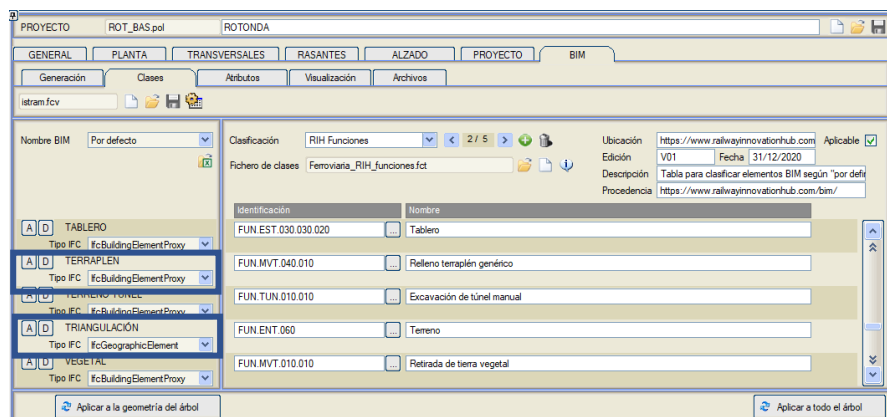 PROYECTO ROT_BAS.pol ROTONDA
GENERAL PLANTA TRANSVERSALES RASANTES ALZADO PROYECTO BIM
Generación Clases Atributos Visualización Archivos
istram.fcv
Nombre BIM Por defecto
Clasificación RIH Funciones 2 / 5
Fichero de clases Ferroviaria_RIH_funciones.fct
Ubicación https://www.railwayinnovationhub.com Aplicable
Edición V01 Fecha 31/12/2020
Descripción Tabla para clasificar elementos BIM según "por defir
Procedencia https://www.railwayinnovationhub.com/bim/
Identificación Nombre
A D TABLERO
Tipo IFC IfcBuildingElementProxy
FUN.EST.030.030.020 ... Tablero
A D TERRAPLEN
Tipo IFC IfcBuildingElementProxy
FUN.MVT.040.010 ... Relleno terraplén genérico
A D TERRENO TUNEL
Tipo IFC IfcBuildingElementProxy
FUN.TUN.010.010 ... Excavación de túnel manual
A D TRIANGULACIÓN
Tipo IFC IfcGeographicElement
FUN.ENT.060 ... Terreno
A D VEGETAL
Tipo IFC IfcBuildingElementProxy
FUN.MVT.010.010 ... Retirada de tierra vegetal
Aplicar a la geometría del árbol Aplicar a todo el árbol